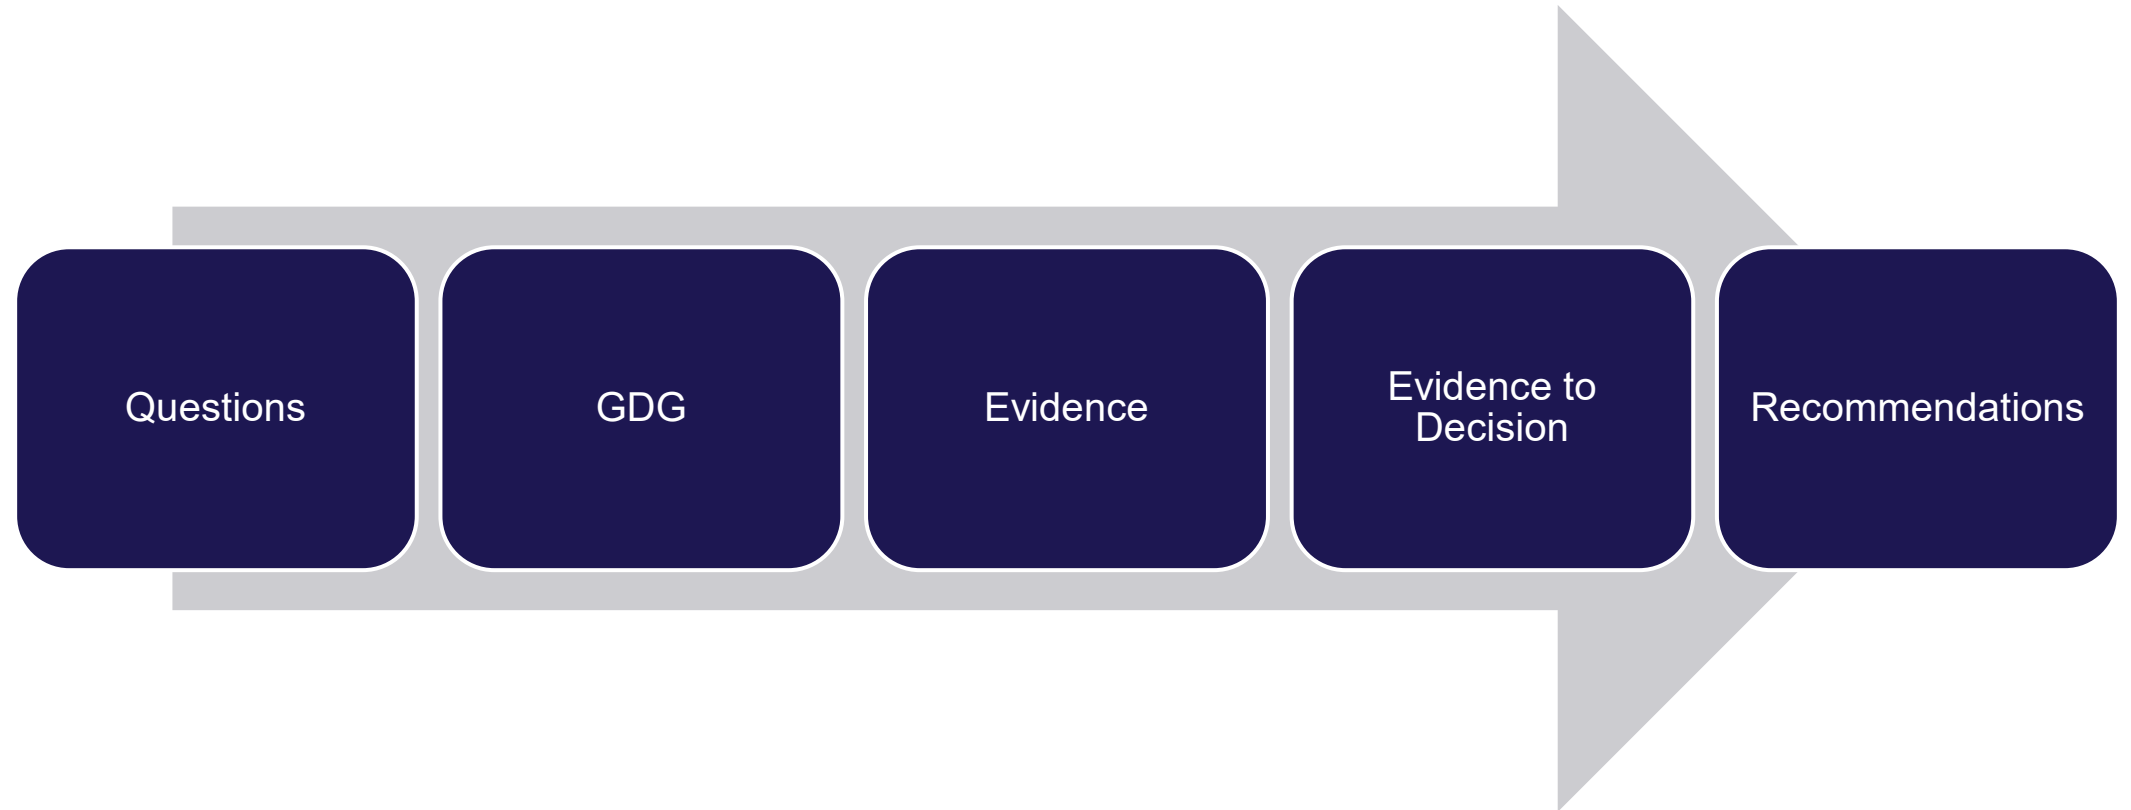 Questions
GDG
Evidence
Evidence to
Decision
Recommendations